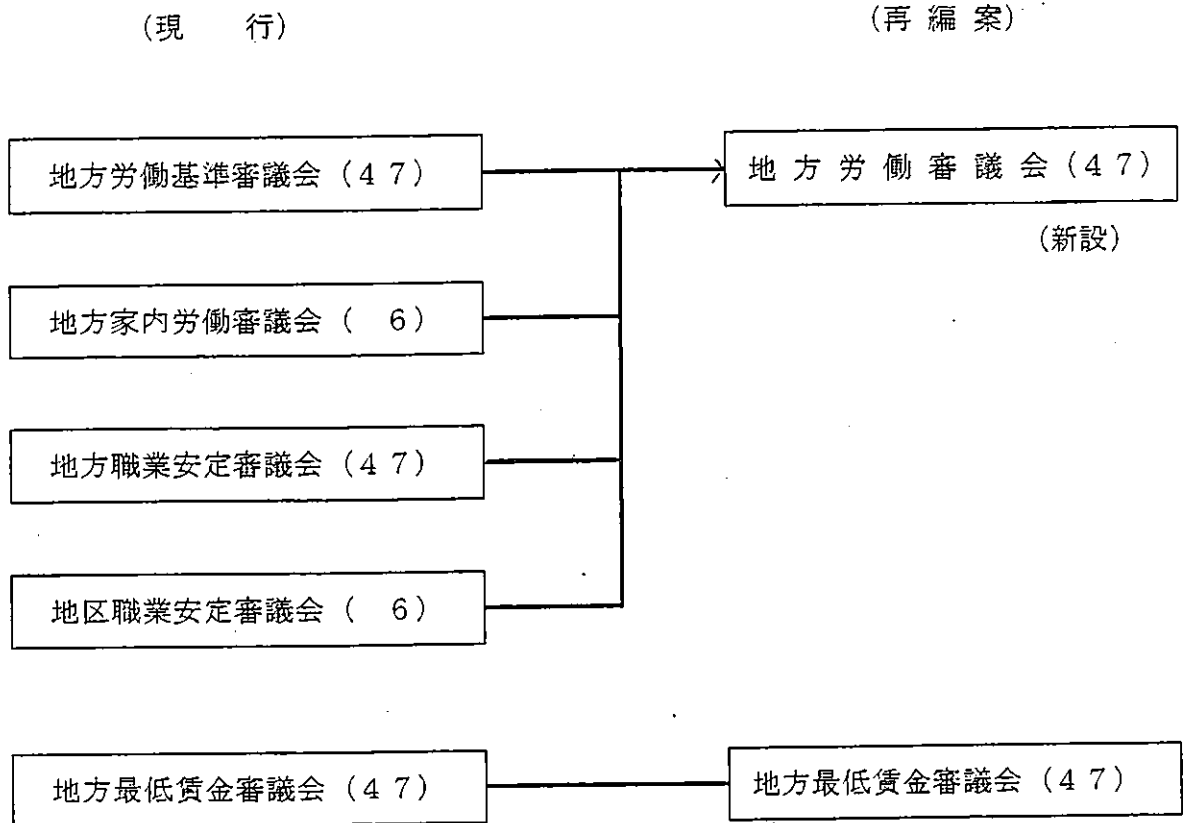 (現　　行)
(再 編 案)
地方労働基準審議会 (４７)
地 方 労 働 審 議 会 (４７)
(新設)
地方家内労働審議会 (　６)
地方職業安定審議会 (４７)
地区職業安定審議会 (　６)
地方最低賃金審議会 (４７)
地方最低賃金審議会 (４７)